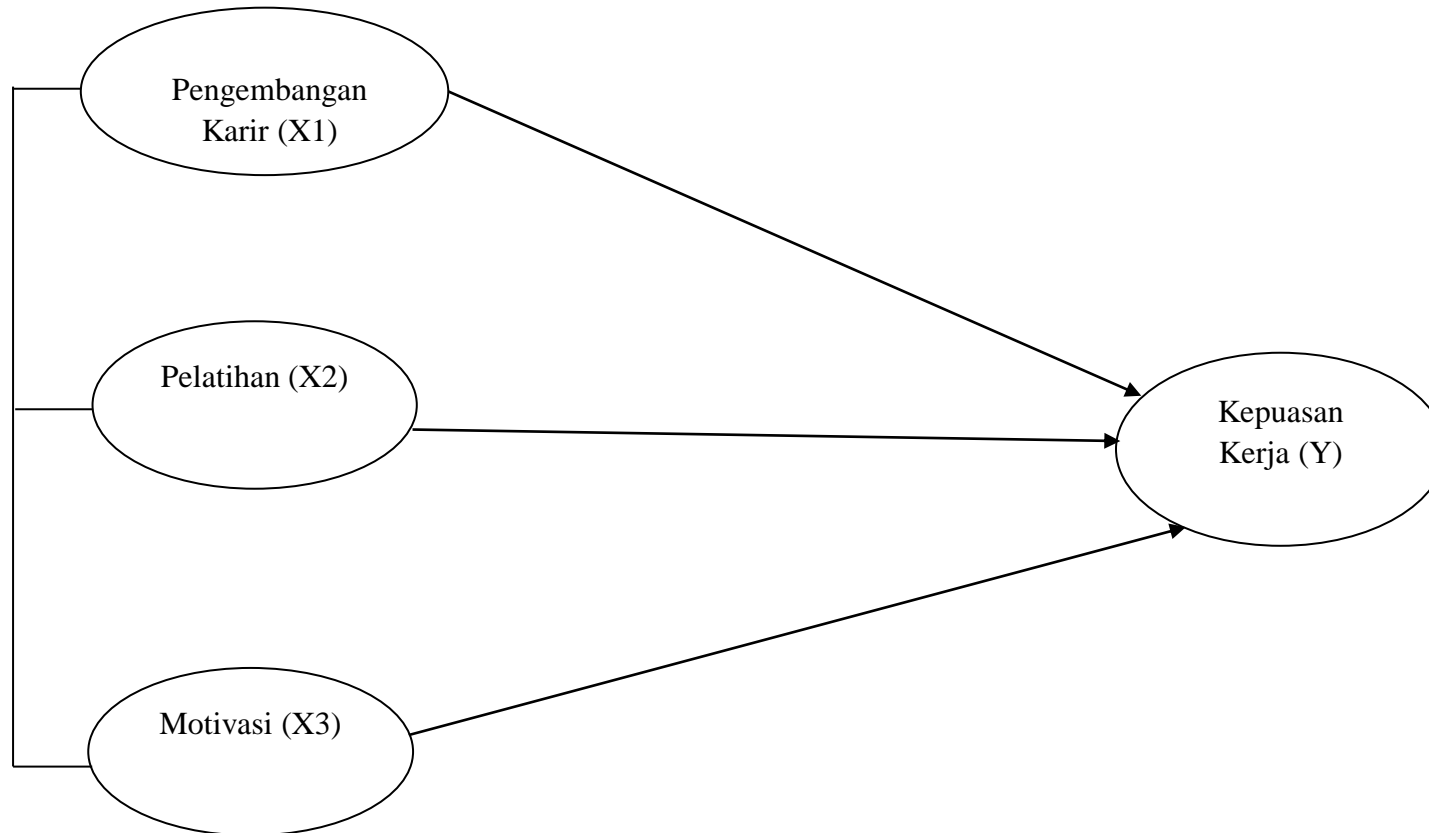 Pengembangan
Karir (X1)
Pelatihan (X2)
Kepuasan
Kerja (Y)
Motivasi (X3)